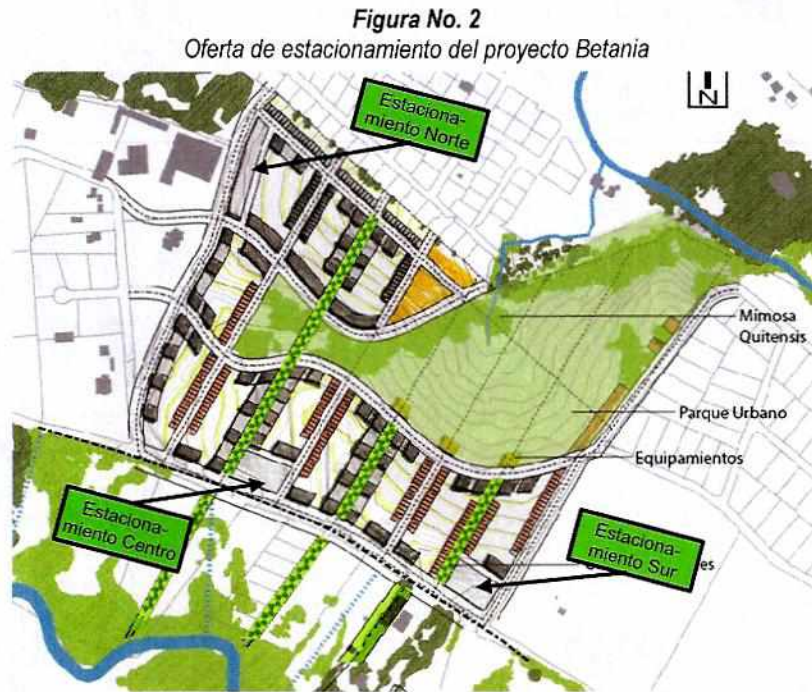 Figura No. 2
Oferta de estacionamiento del proyecto Betania
Estaciona-
miento Norte
N
Mimosa
Quitensis
Parque Urbano
Equipamientos
Estaciona-
miento Centro
Estaciona-
miento Sur
es